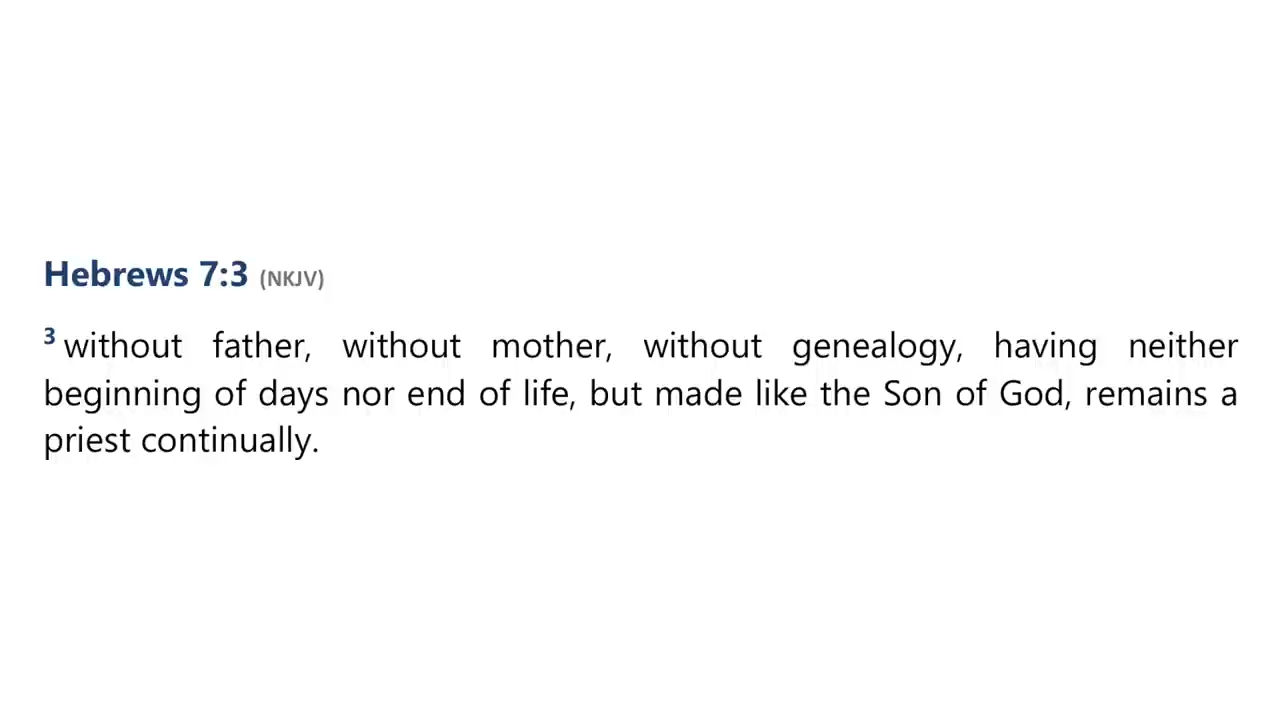 Hebrews 7:3 (NKJV)
3 without father, without mother, without genealogy, having neither
beginning of days nor end of life, but made like the Son of God, remains a
priest continually.